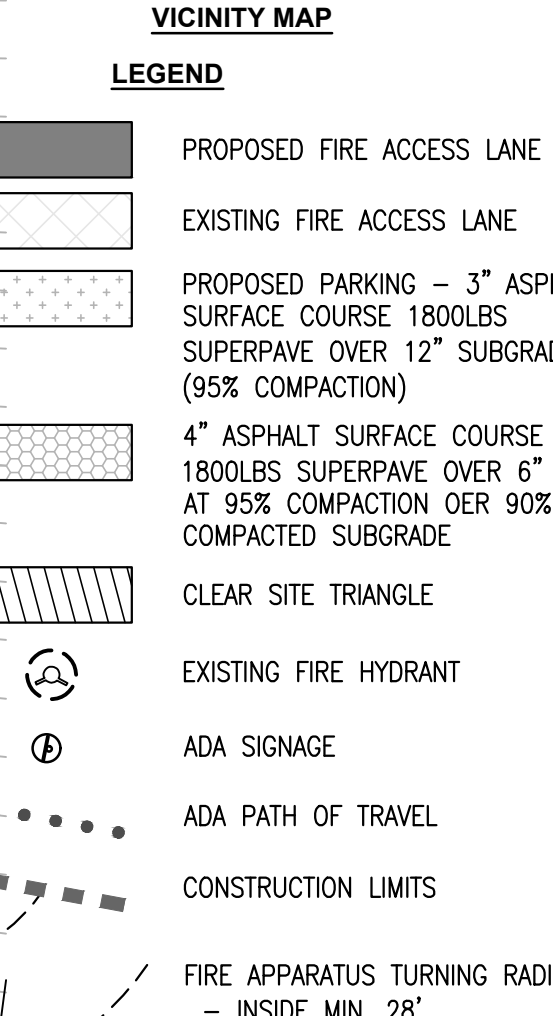 VICINITY MAP
LEGEND
PROPOSED FIRE ACCESS LANE
EXISTING FIRE ACCESS LANE
PROPOSED PARKING – 3"
SURFACE COURSE 1800LBS
SUPERPAVE OVER 12"
(95% COMPACTION)
4" ASPHALT SURFACE COURSE
1800LBS SUPERPAVE OVER 6"
AT 95% COMPACTION OER 90%
COMPACTED SUBGRADE
CLEAR SITE TRIANGLE
EXISTING FIRE HYDRANT
ADA SIGNAGE
ADA PATH OF TRAVEL
CONSTRUCTION LIMITS
FIRE APPARATUS TURNING
– INSIDE MIN. 28'